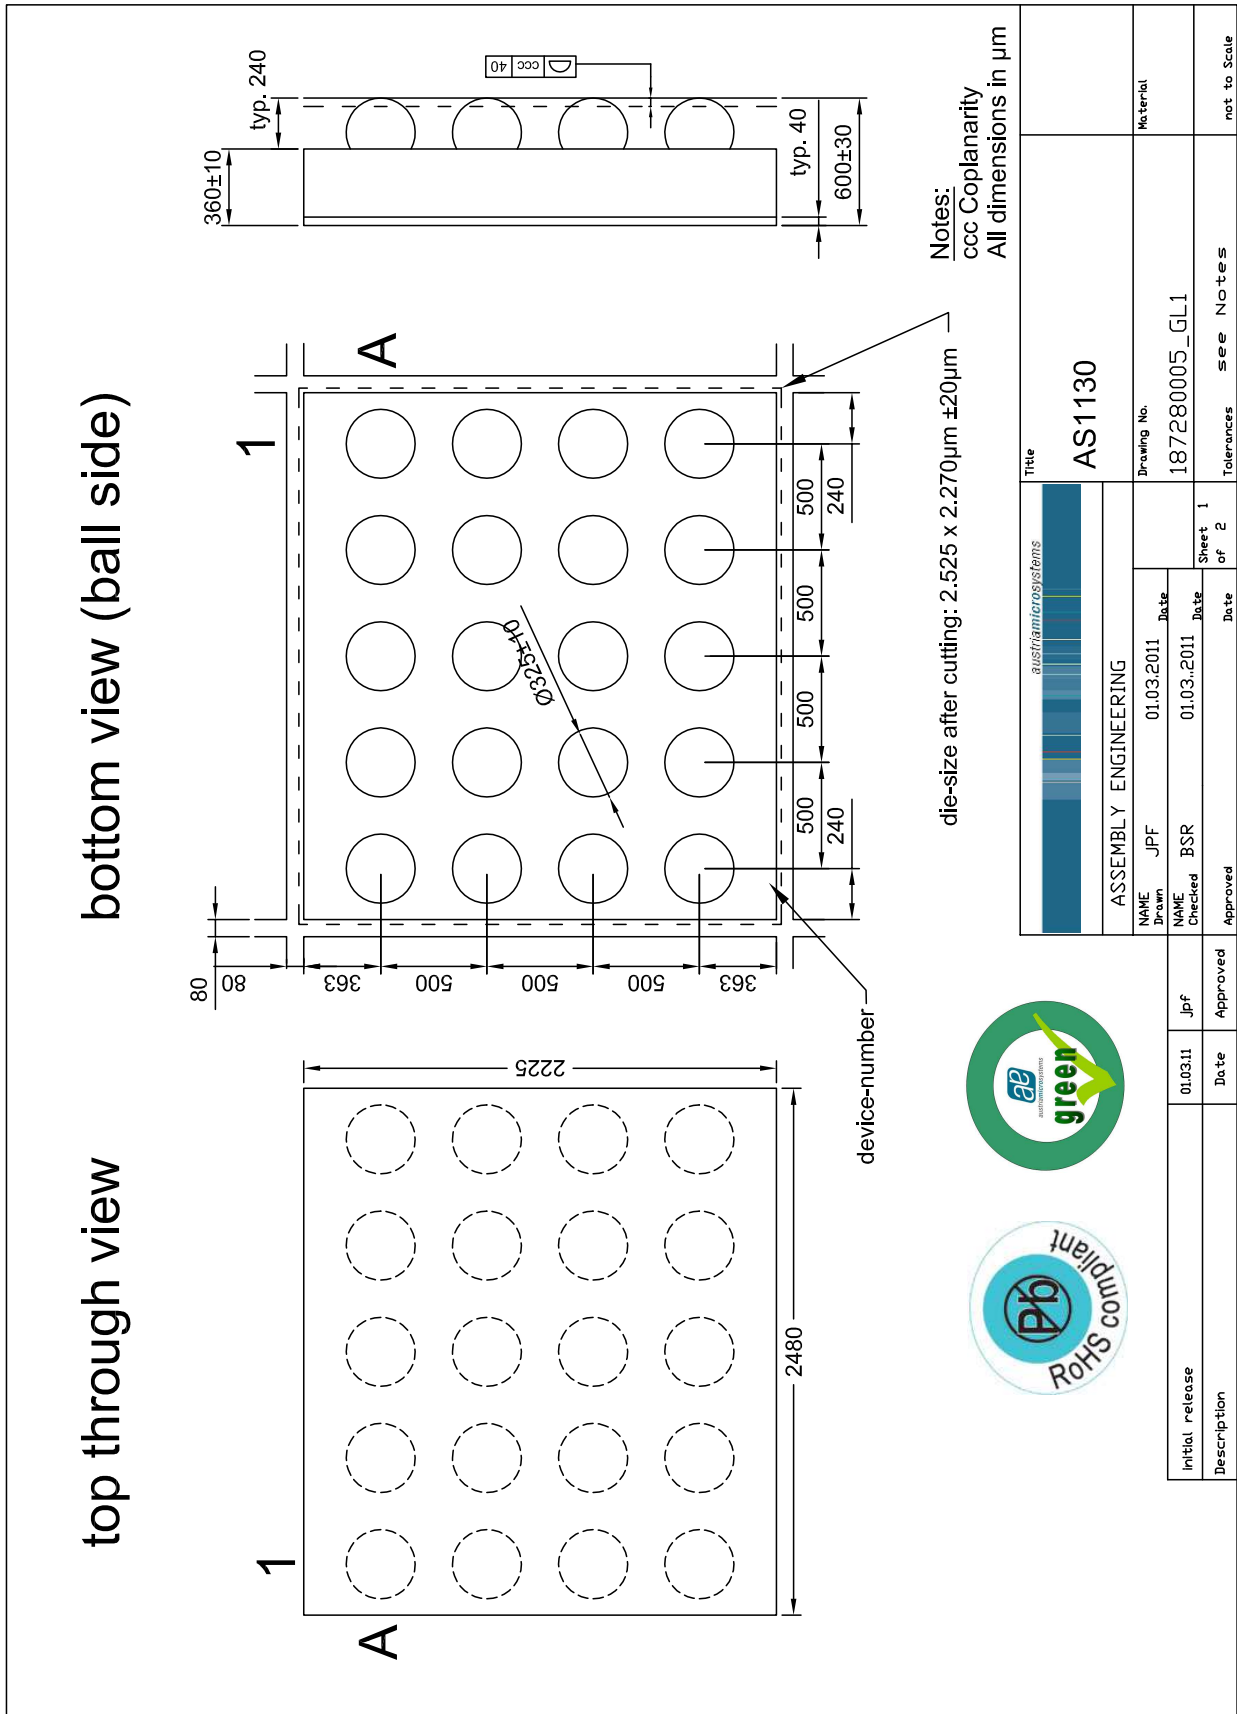 top through view
bottom view (ball side)
1
A
2225
2480
80
80
363
500
500
500
363
1
A
Ø325±10
500
500
500
500
240
240
device-number
die-size after cutting: 2.525 x 2.270µm ±20µm
360±10
typ. 240
40
ccc
typ. 40
600±30
Notes:
ccc Coplanarity
All dimensions in µm
RoHS compliant
Pb
ae
austriamicrosystems
green
Initial release
01.03.11
Jpf
Description
Date
Approved
austriamicrosystems
ASSEMBLY ENGINEERING
NAME
Drawn
JPF
01.03.2011
Date
NAME
Checked
BSR
01.03..2011
Date
Approved
Date
Sheet 1
of 2
Title
AS1130
Drawing No.
187280005_GL1
Tolerances
see Notes
Material
not to Scale